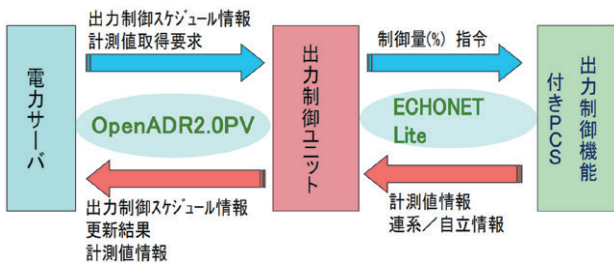 電力サーバ
出力制御スケジュール情報
計測値取得要求
OpenADR2.0PV
出力制御スケジュール情報
更新結果
計測値情報
出力制御ユニット
制御量(%) 指令
ECHONET
Lite
計測値情報
連系／自立情報
出力制御機能
付きPCS